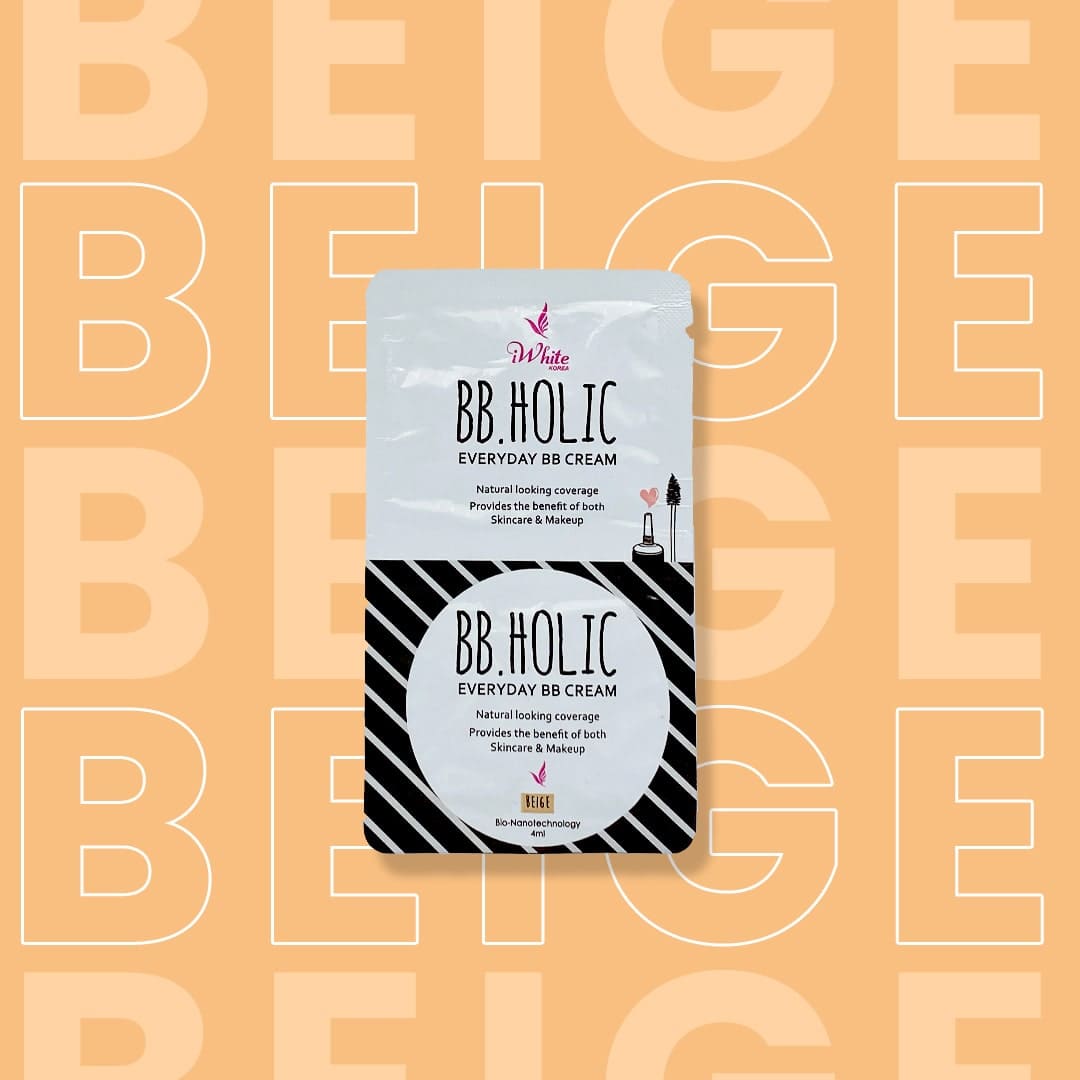 BEIGE
BEIGE
iWhite
KOREA
BB.HOLIC
EVERYDAY BB CREAM
Natural looking coverage
Provides the benefit of both
Skincare & Makeup
BEIGE
BB.HOLIC
EVERYDAY BB CREAM
Natural looking coverage
Provides the benefit of both
Skincare & Makeup
BEIGE
Bio-Nanotechnology
4ml
BEIGE
BEIGE